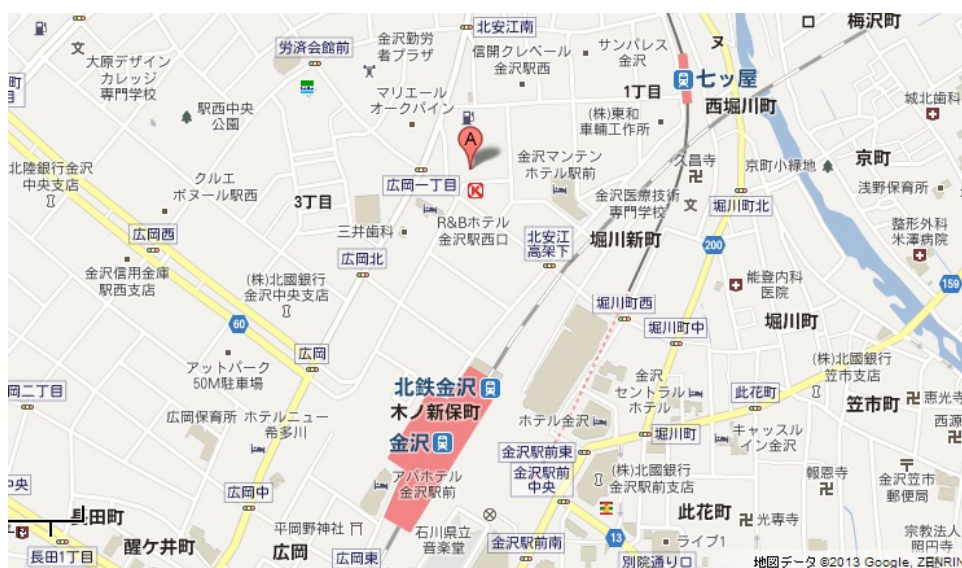 北安江南
梅沢町
文
大原デザイン
カレッジ
専門学校
労済会館前
金沢勤労
者プラザ
信開クレベール
金沢駅西
サンパレス
金沢
七ッ屋
1丁目
西堀川町
城北歯科
マリエール
オークパイン
駅西中央
公園
(株)東和
車輛工作所
A
北陸銀行金沢
中央支店
クルエ
ボヌール駅西
3丁目
広岡一丁目
K
金沢マンテン
ホテル駅前
久昌寺
京町小緑地
京町
浅野保育所
金沢医療技術
専門学校
文
堀川町北
整形外科
米澤病院
R&Bホテル
金沢駅西口
三井歯科
広岡西
広岡北
北安江
高架下
堀川新町
200
金沢信用金庫
駅西支店
(株)北國銀行
金沢中央支店
能登内科
医院
159
堀川町西
堀川町中
堀川町
60
広岡
アットパーク
50M駐車場
(株)北國銀行
笠市支店
北鉄金沢
木ノ新保町
金沢
金沢
セントラル
ホテル
此花町
笠市町
恵光寺
岡二丁目
広岡保育所
ホテルニュー
希多川
ホテル金沢
堀川町
キャッスル
イン金沢
西源
金沢駅前東
金沢駅前
中央
アパホテル
金沢駅前
(株)北國銀行
金沢駅前支店
報恩寺
金沢笠市
郵便局
中央
広岡中
長田町
平岡野神社
石川県立
音楽堂
此花町
光専寺
宗教法人
照円寺
長田1丁目
醒ケ井町
広岡
広岡東
金沢駅前南
13
ライブ1
別院通り口
地図データ ©2013 Google, ZENRIN